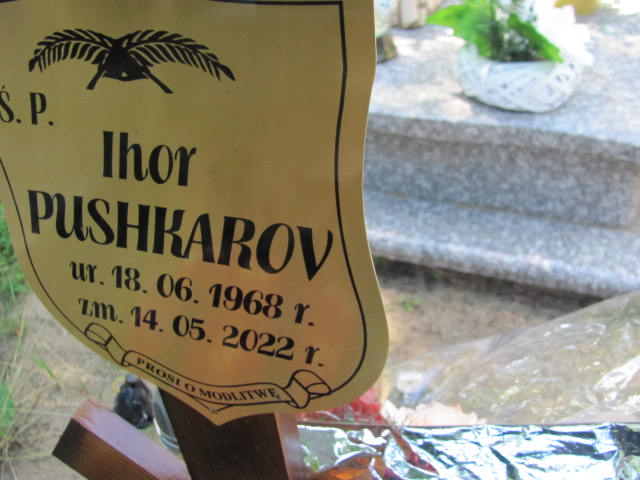 Ś. P.
Ihor
PUSHKAROV
ur. 18. 06. 1968 r.
zm. 14. 05. 2022 r.
PROSI O MODLITWĘ